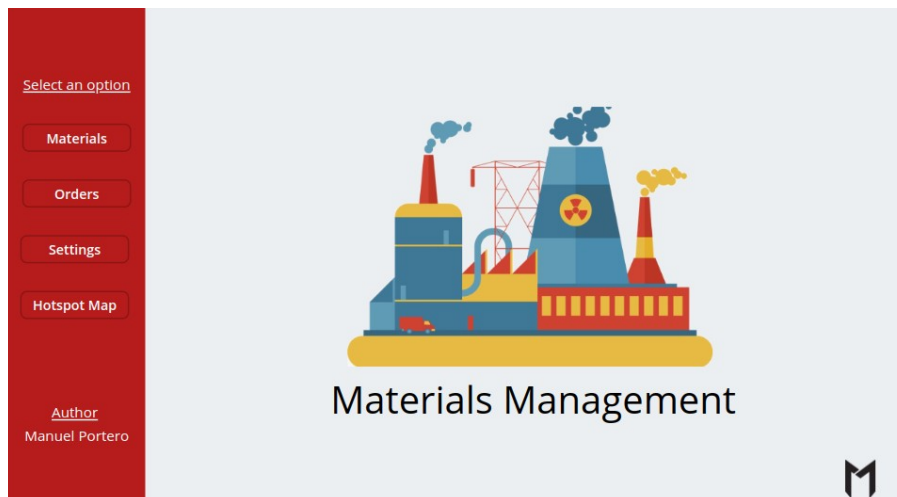 Select an option
Materials
Orders
Settings
Hotspot Map
Author
Manuel Portero
Materials Management